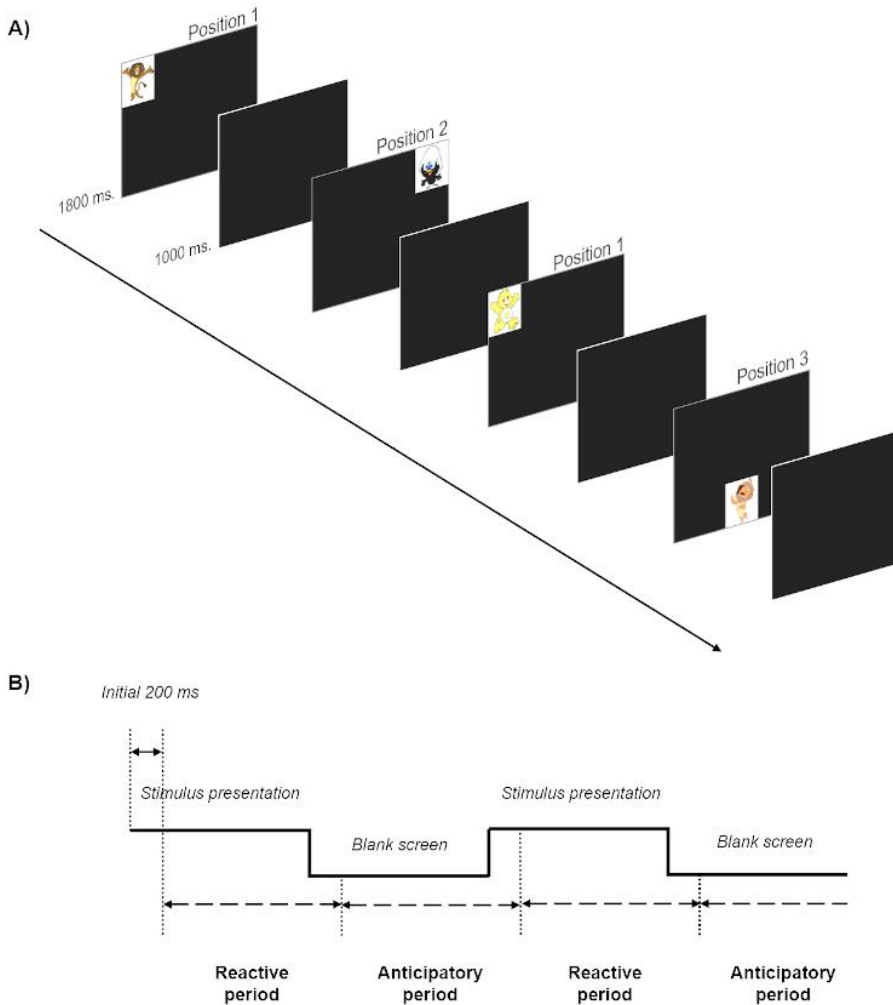 A)
Position 1
Position 2
1800 ms.
1000 ms.
Position 1
Position 3
B)
Initial 200 ms
Stimulus presentation
Stimulus presentation
Blank screen
Blank screen
Reactive
period
Anticipatory
period
Reactive
period
Anticipatory
period